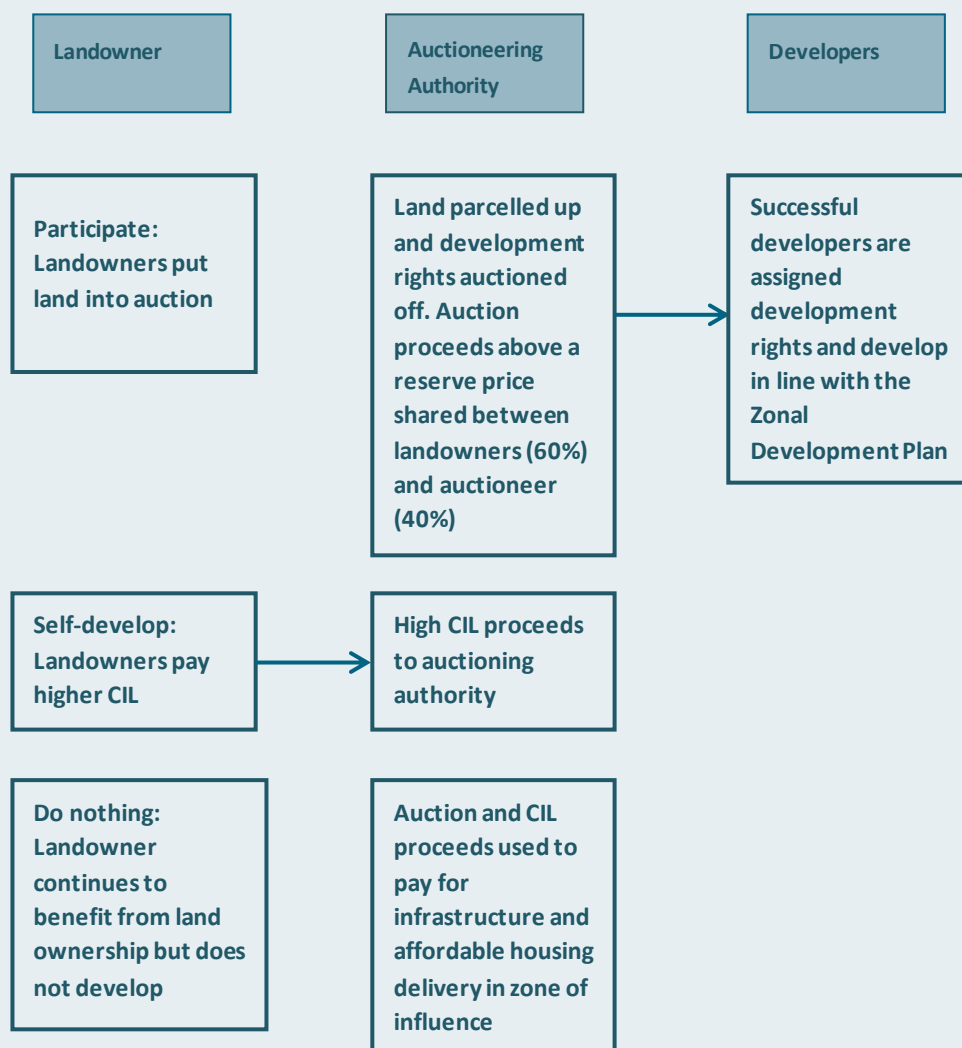 Landowner
Auctioneering
Authority
Developers
Participate:
Landowners put
land into auction
Land parcelled up
and development
rights auctioned
off. Auction
proceeds above a
reserve price
shared between
landowners (60%)
and auctioneer
(40%)
Successful
developers are
assigned
development
rights and develop
in line with the
Zonal
Development Plan
Self-develop:
Landowners pay
higher CIL
High CIL proceeds
to auctioning
authority
Do nothing:
Landowner
continues to
benefit from land
ownership but does
not develop
Auction and CIL
proceeds used to
pay for
infrastructure and
affordable housing
delivery in zone of
influence